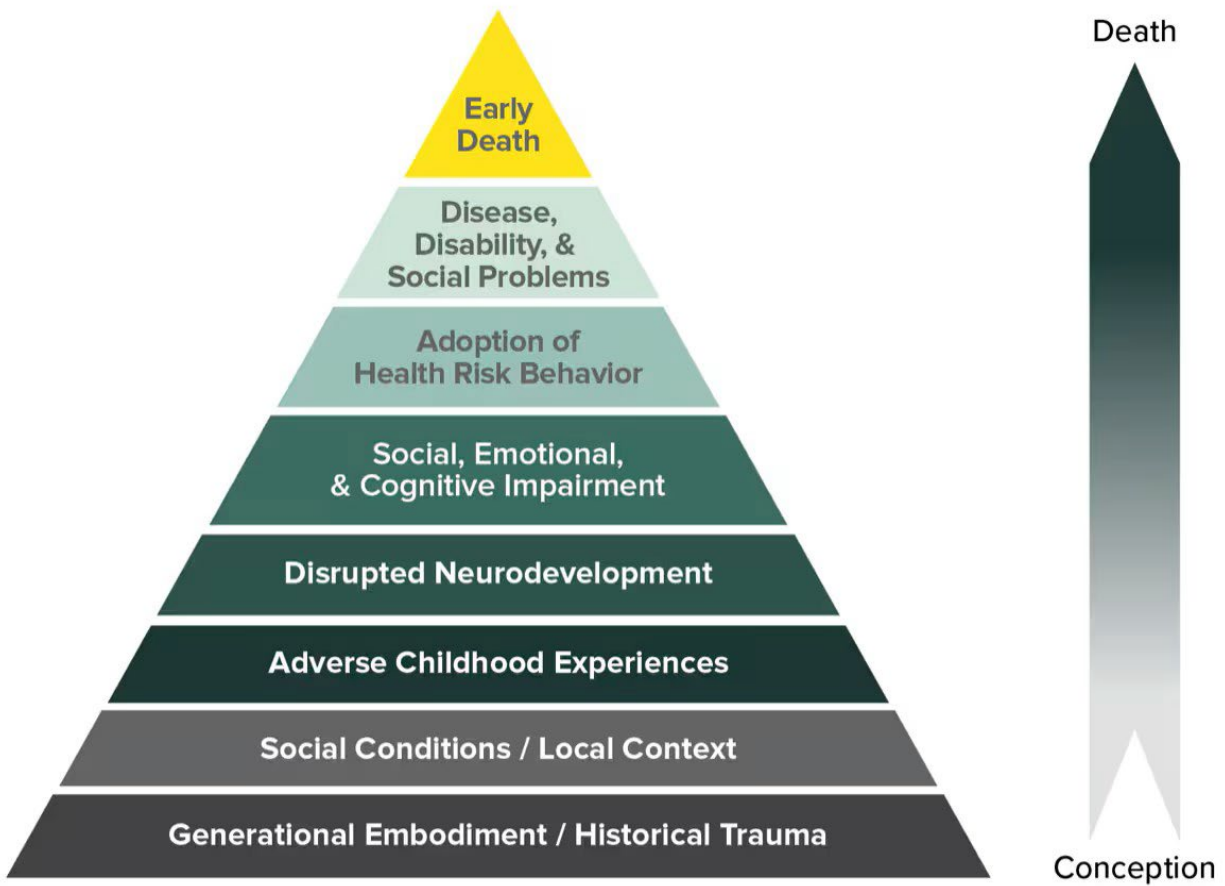 Death
Early
Death
Disease,
Disability, &
Social Problems
Adoption of
Health Risk Behavior
Social, Emotional,
& Cognitive Impairment
Disrupted Neurodevelopment
Adverse Childhood Experiences
Social Conditions / Local Context
Generational Embodiment / Historical Trauma
Conception